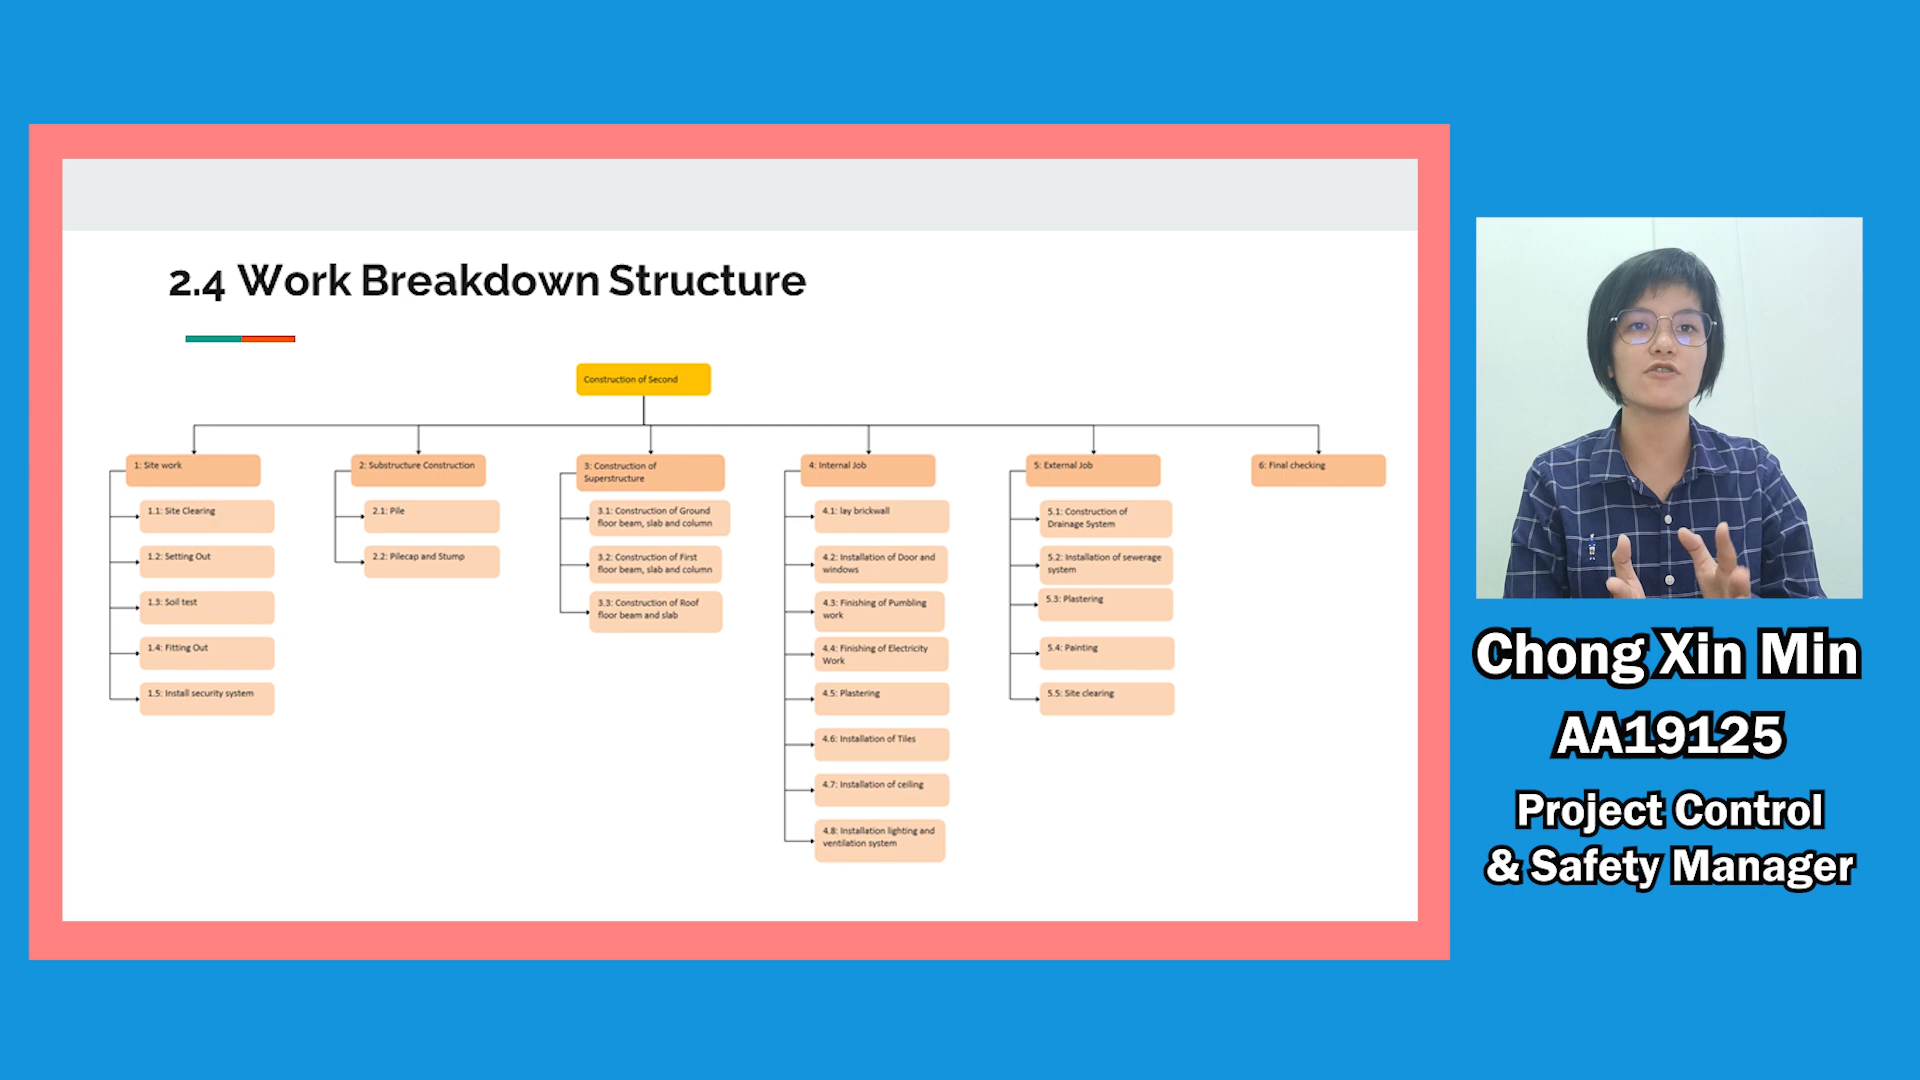 2.4 Work Breakdown Structure
Construction of Second
1: Site work
1.1: Site Clearing
1.2: Setting Out
1.3: Soil test
1.4: Fitting Out
1.5: Install security system
2: Substructure Construction
2.1: Pile
2.2: Pilecap and Stump
3: Construction of
Superstructure
3.1: Construction of Ground
floor beam, slab and column
3.2: Construction of First
floor beam, slab and column
3.3: Construction of Roof
floor beam and slab
4: Internal Job
4.1: lay brickwall
4.2: Installation of Door and
windows
4.3: Finishing of Pumbling
work
4.4: Finishing of Electricity
Work
4.5: Plastering
4.6: Installation of Tiles
4.7: Installation of ceiling
4.8: Installation lighting and
ventilation system
5: External Job
5.1: Construction of
Drainage System
5.2: Installation of sewerage
system
5.3: Plastering
5.4: Painting
5.5: Site clearing
6: Final checking
Chong Xin Min
AA19125
Project Control
& Safety Manager